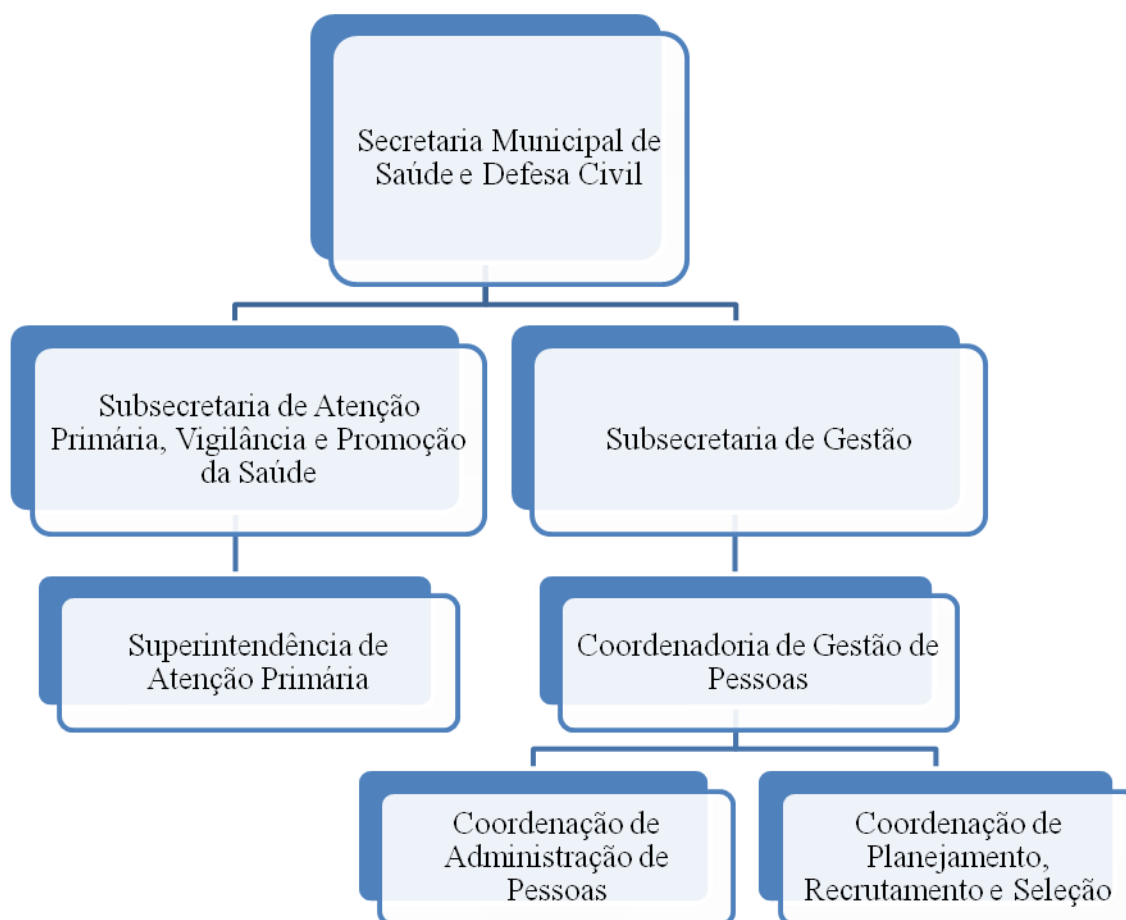 Secretaria Municipal de
Saúde e Defesa Civil
Subsecretaria de Atenção
Primária, Vigilância e Promoção
da Saúde
Subsecretaria de Gestão
Superintendência de
Atenção Primária
Coordenadoria de Gestão de
Pessoas
Coordenação de
Administração de
Pessoas
Coordenação de
Planejamento,
Recrutamento e Seleção